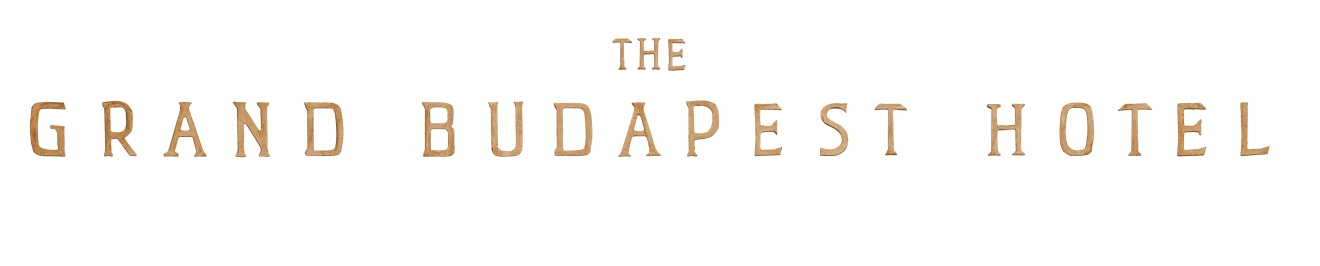 THE
GRAND BUDAPEST HOTEL